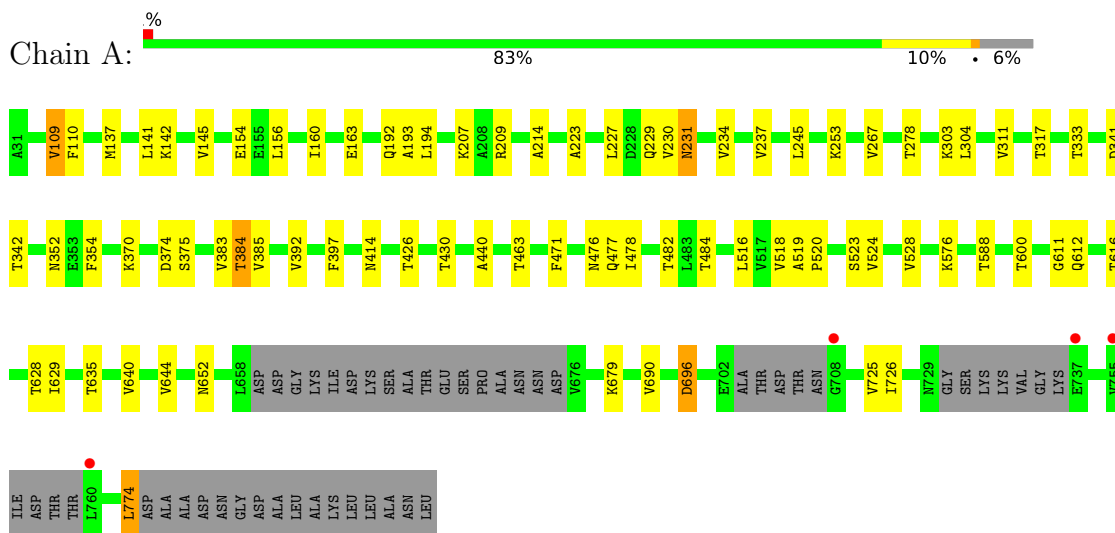 .%
Chain A:
83% 10% • 6%
A31 V109 F110 M137 L141 K142 V145 E154 E155 L156 I160 E163 Q192 A193 L194 K207 A208 R209 A214 A223 L227 D228 Q229 V230 N231 V234 V237 L245 K253 V267 T278 K303 L304 V311 T317 T333 D341
T342 N352 E353 F354 K370 D374 S375 V383 T384 V385 V392 F397 N414 T426 T430 A440 T463 F471 N476 Q477 I478 T482 L483 T484 L516 V517 V518 A519 P520 S523 V524 V528 K576 T588 T600 G611 Q612 T616
T628 I629 T635 V640 V644 N652 L658 ASP ASP GLY LYS ILE ASP LYS SER ALA THR GLU SER PRO ALA ASN ASN ASP V676 K679 V690 D696 E702 ALA THR ASP THR ASN G708 V725 I726 N729 GLY SER LYS LYS VAL GLY LYS E737 V755
ILE ASP THR THR L760 L774 ASP ALA ALA ASP ASN GLY ASP ALA LEU ALA LYS LEU LEU ALA ASN LEU